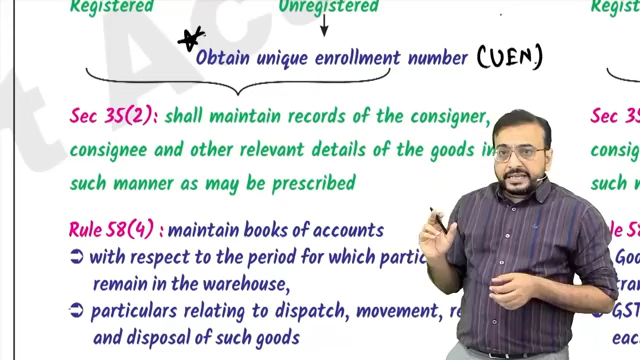 Registered Unregistered Registe
Obtain unique enrollment number (UEN)
Sec 35(2): shall maintain records of the consigner, Sec 35
consignee and other relevant details of the goods in consig
such manner as may be prescribed such m
Rule 58(4): maintain books of accounts le 58
with respect to the period for which partic Goo
remain in the warehouse, tran
particulars relating to dispatch, movement, re GST
and disposal of such goods each